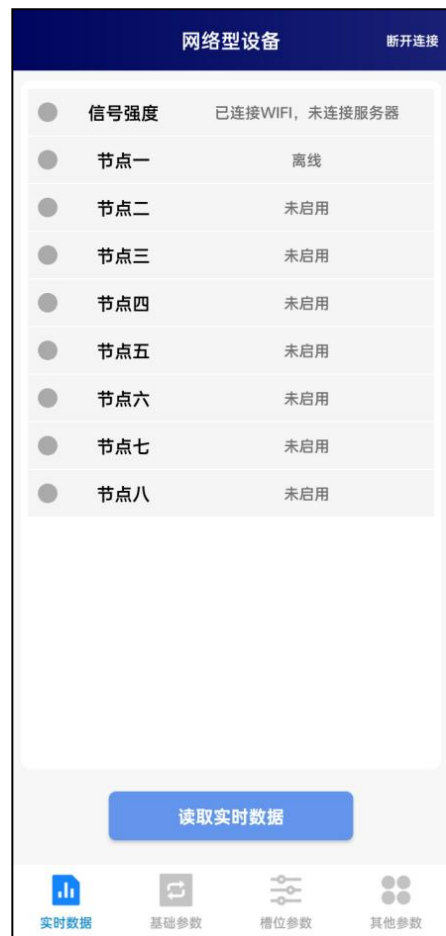 网络型设备 断开连接
信号强度 已连接WIFI，未连接服务器
节点一 离线
节点二 未启用
节点三 未启用
节点四 未启用
节点五 未启用
节点六 未启用
节点七 未启用
节点八 未启用
读取实时数据
实时数据 基础参数 槽位参数 其他参数